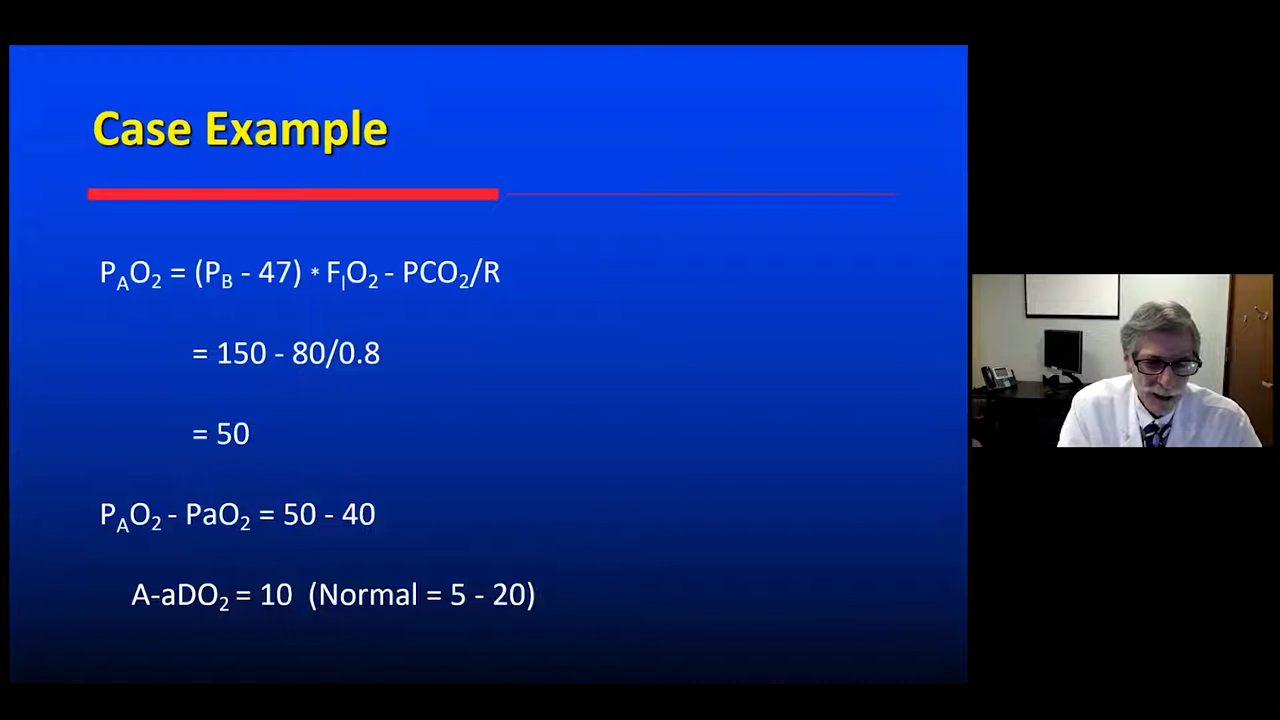 Case Example
PAO2 = (PB - 47) * FIO2 - PCO2/R
= 150 - 80/0.8
= 50
PAO2 - PaO2 = 50 - 40
A-aDO2 = 10 (Normal = 5 - 20)